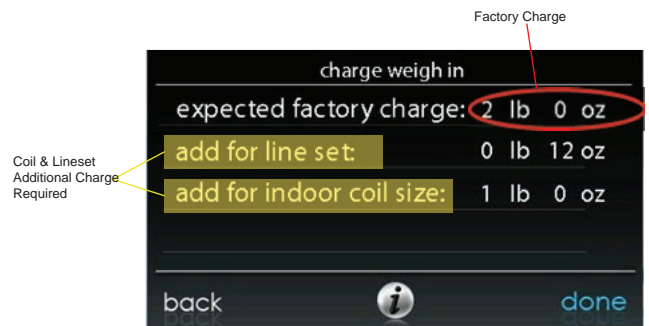 Factory Charge
charge weigh in
expected factory charge: 2 lb 0 oz
add for line set: 0 lb 12 oz
add for indoor coil size: 1 lb 0 oz
Coil & Lineset
Additional Charge
Required
back i done